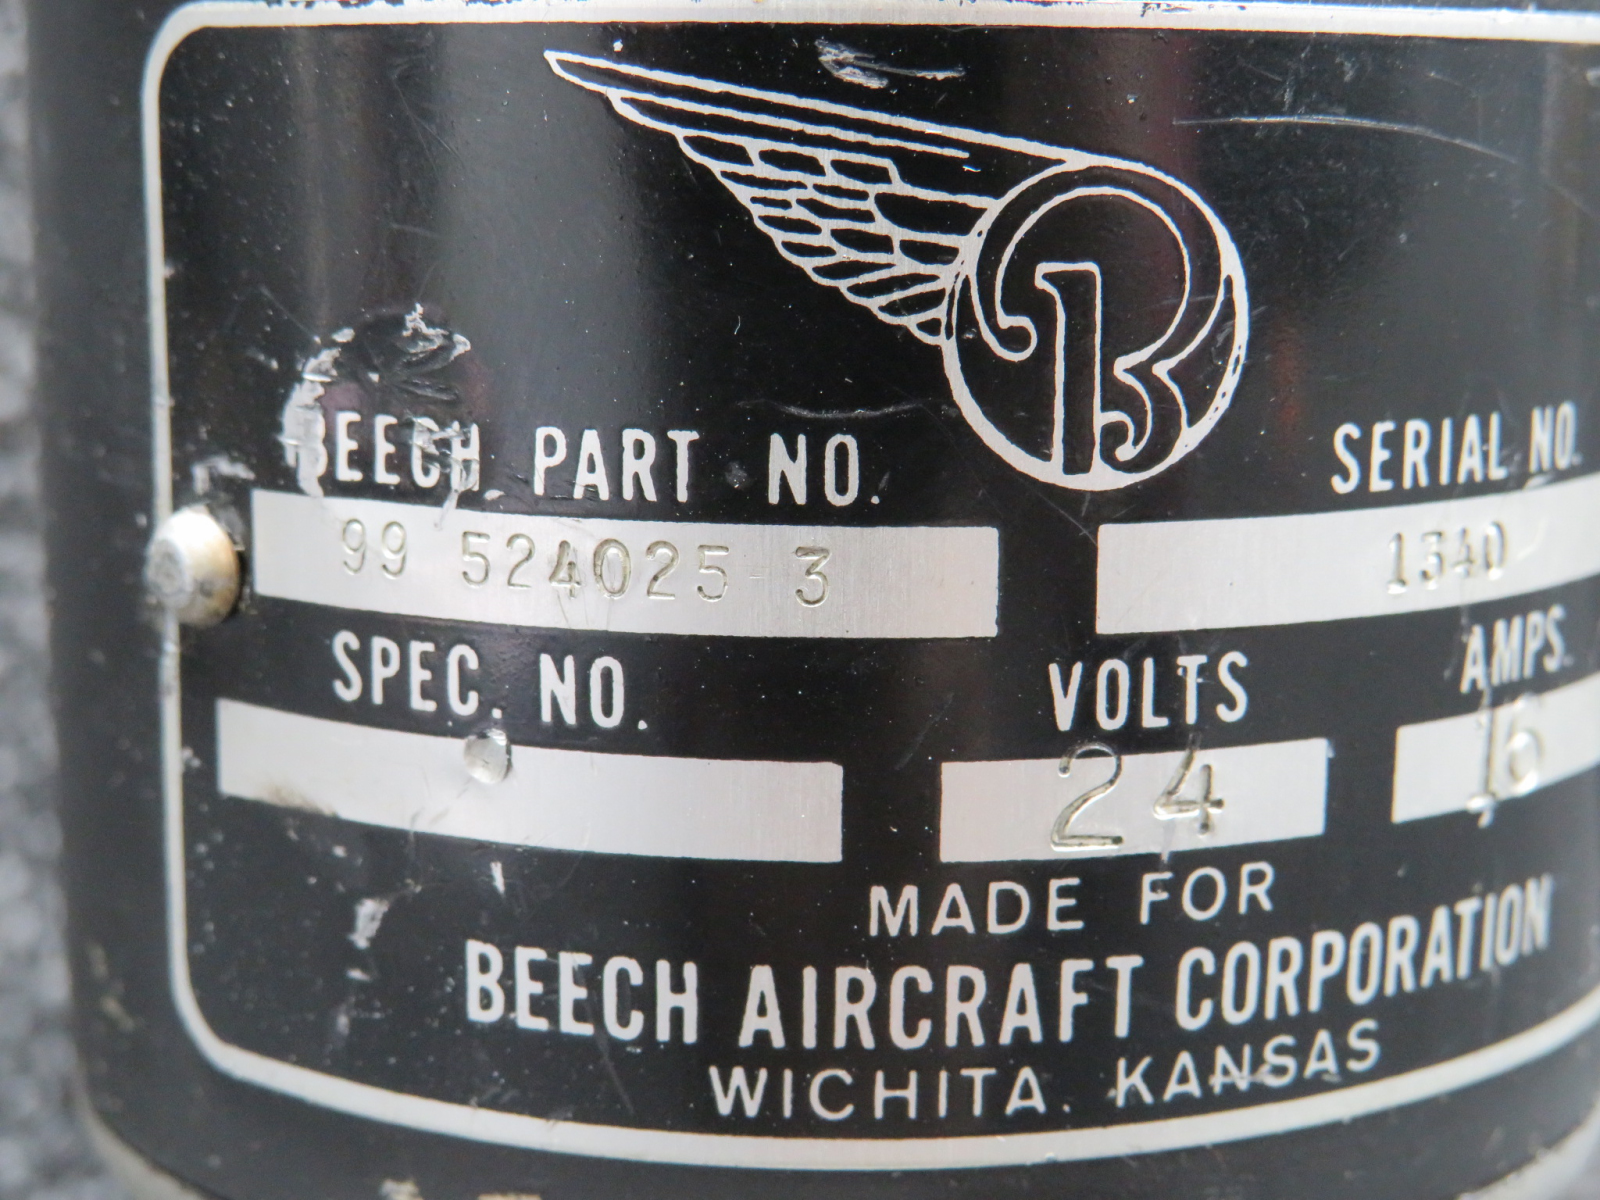 B
BEECH PART NO.
SERIAL NO.
99 524025-3
1340
SPEC. NO.
VOLTS
AMPS.
24
16
MADE FOR
BEECH AIRCRAFT CORPORATION
WICHITA. KANSAS